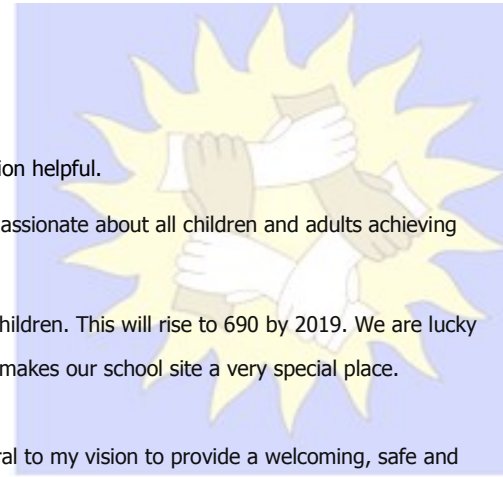 ion helpful.
assionate about all children and adults achieving
hildren. This will rise to 690 by 2019. We are lucky
makes our school site a very special place.
ral to my vision to provide a welcoming, safe and